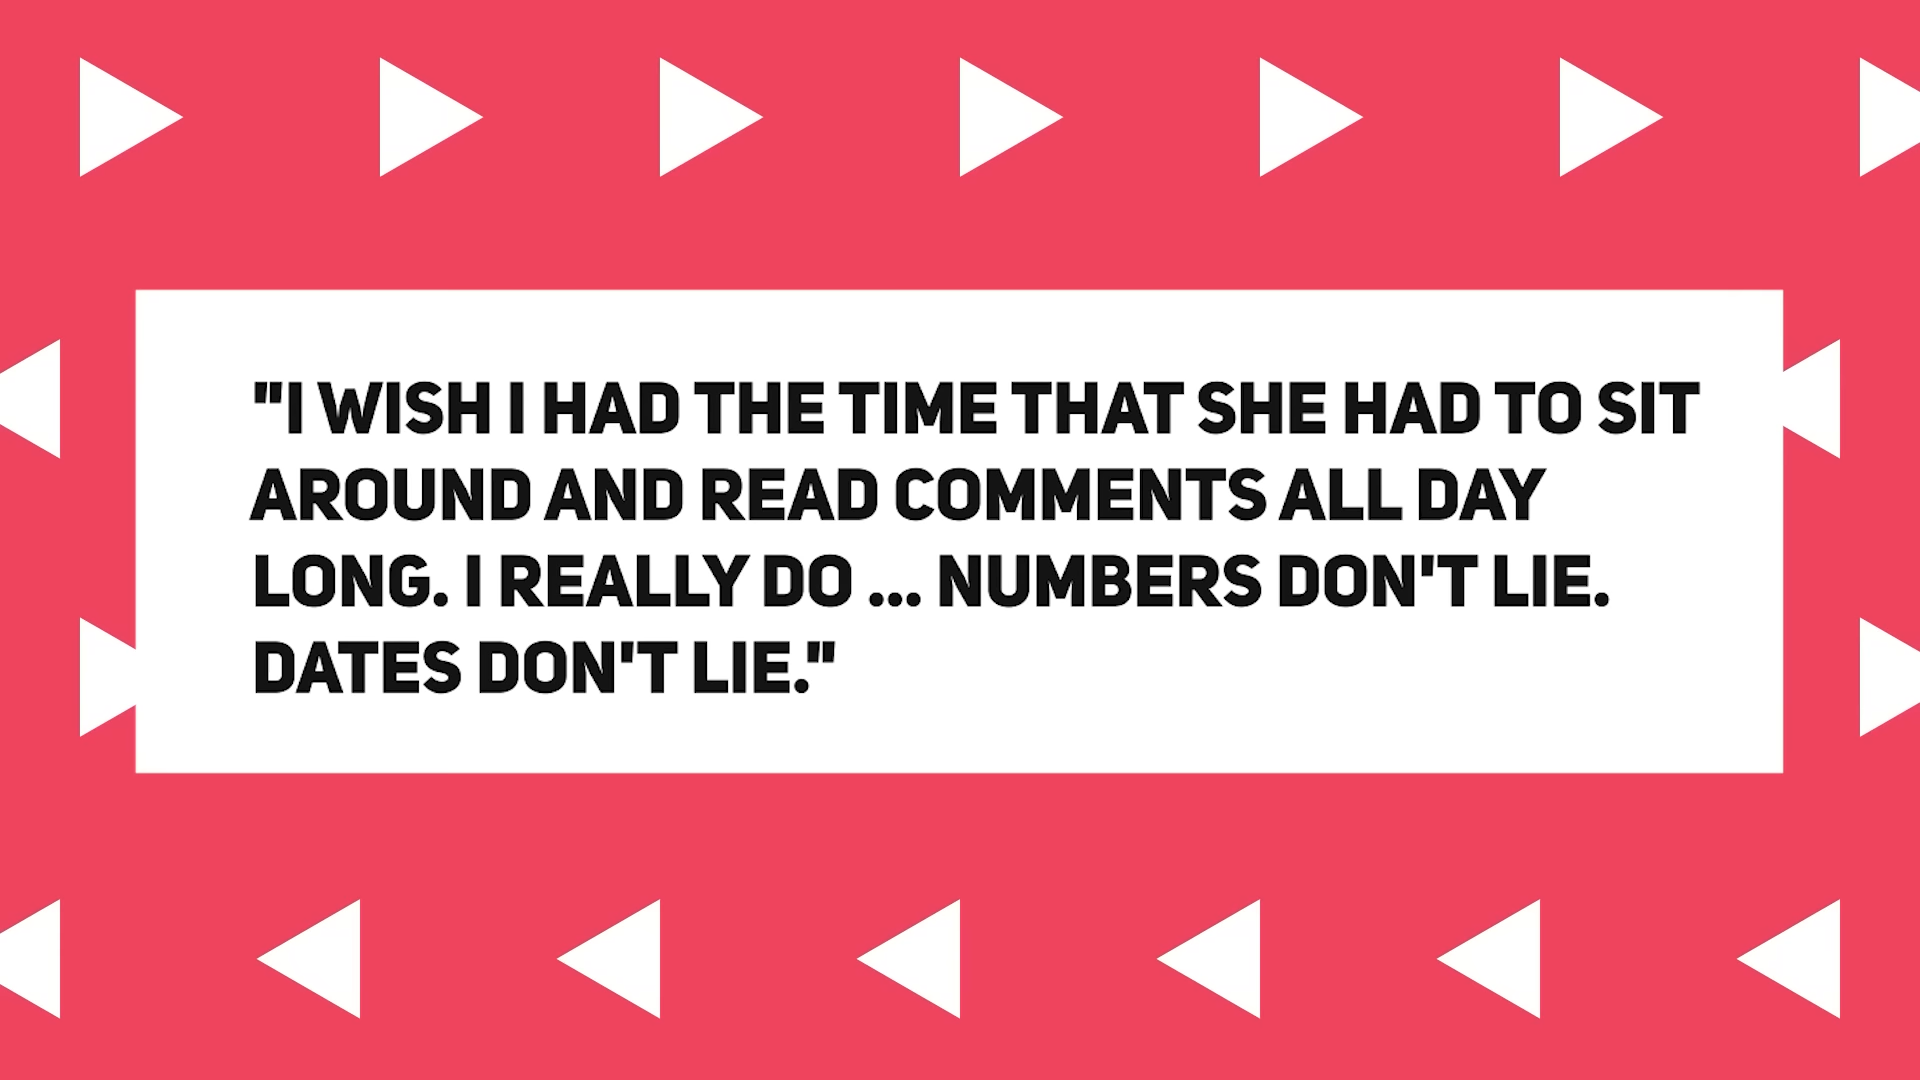 "I WISH I HAD THE TIME THAT SHE HAD TO SIT
AROUND AND READ COMMENTS ALL DAY
LONG. I REALLY DO ... NUMBERS DON'T LIE.
DATES DON'T LIE."